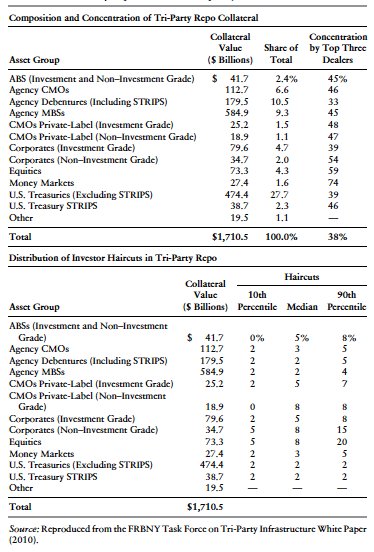 Composition and Concentration of Tri-Party Repo Collateral
Collateral Concentration
Value Share of by Top Three
Asset Group ($ Billions) Total Dealers
ABS (Investment and Non–Investment Grade) $ 41.7 2.4% 45%
Agency CMOs 112.7 6.6 46
Agency Debentures (Including STRIPS) 179.5 10.5 33
Agency MBSs 584.9 9.3 45
CMOs Private-Label (Investment Grade) 25.2 1.5 48
CMOs Private-Label (Non–Investment Grade) 18.9 1.1 47
Corporates (Investment Grade) 79.6 4.7 39
Corporates (Non–Investment Grade) 34.7 2.0 54
Equities 73.3 4.3 59
Money Markets 27.4 1.6 74
U.S. Treasuries (Excluding STRIPS) 474.4 27.7 39
U.S. Treasury STRIPS 38.7 2.3 46
Other 19.5 1.1 —
Total $1,710.5 100.0% 38%
Distribution of Investor Haircuts in Tri-Party Repo
Haircuts
Collateral
Value 10th 90th
Asset Group ($ Billions) Percentile Median Percentile
ABSs (Investment and Non–Investment
Grade) $ 41.7 0% 5% 8%
Agency CMOs 112.7 2 3 5
Agency Debentures (Including STRIPS) 179.5 2 2 5
Agency MBSs 584.9 2 2 4
CMOs Private-Label (Investment Grade) 25.2 2 5 7
CMOs Private-Label (Non–Investment
Grade) 18.9 0 8 8
Corporates (Investment Grade) 79.6 2 5 8
Corporates (Non–Investment Grade) 34.7 5 8 15
Equities 73.3 5 8 20
Money Markets 27.4 2 3 5
U.S. Treasuries (Excluding STRIPS) 474.4 2 2 2
U.S. Treasury STRIPS 38.7 2 2 2
Other 19.5 — — —
Total $1,710.5
Source: Reproduced from the FRBNY Task Force on Tri-Party Infrastructure White Paper
(2010).